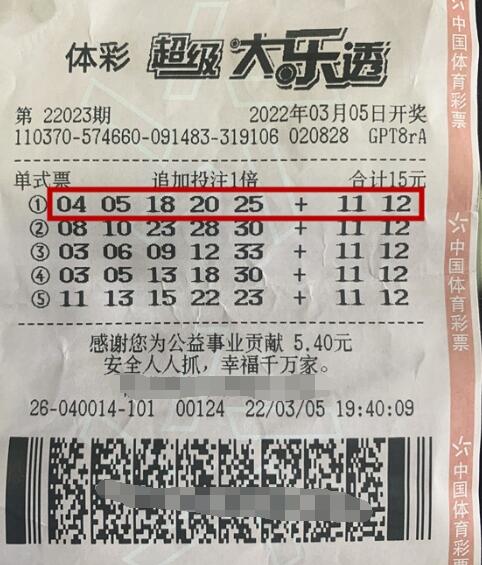 体彩 超级大乐透
第 22023期 2022年03月05日开奖
110370-574660-091483-319106 020828 GPT8rA
单式票 追加投注1倍 合计15元
① 04 05 18 20 25 + 11 12
② 08 10 23 28 30 + 11 12
③ 03 06 09 12 33 + 11 12
④ 03 05 13 18 30 + 11 12
⑤ 11 13 15 22 23 + 11 12
感谢您为公益事业贡献 5.40元
安全人人抓，幸福千万家。
26-040014-101 00124 22/03/05 19:40:09
中国体育彩票
中国体育彩票
中国体育彩票